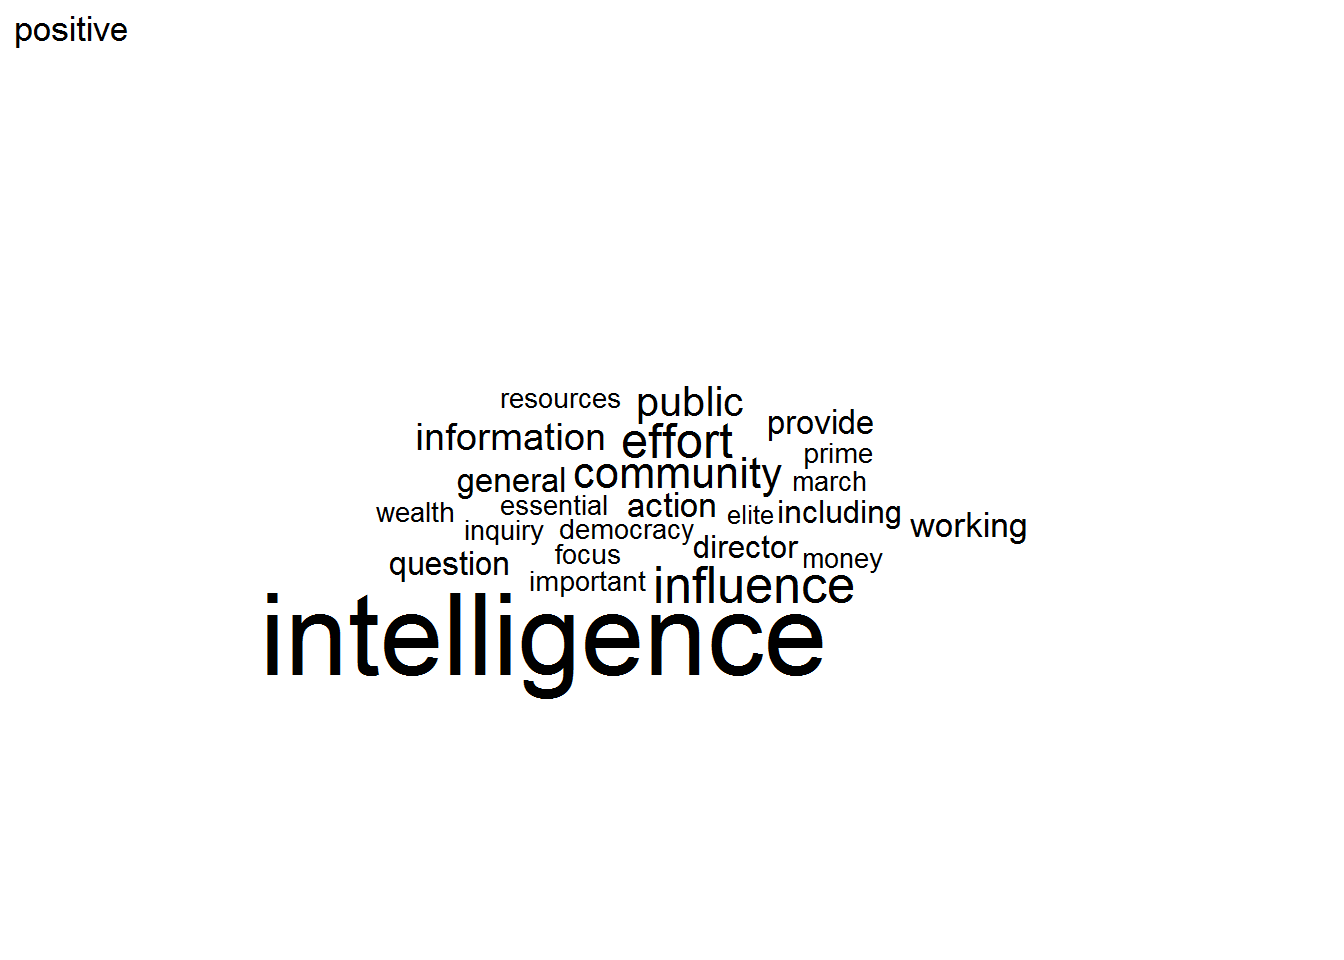 positive
resources public
provide
information effort
prime
community
general march
essential action
wealth elite including
working
inquiry democracy
director
focus money
question
important influence
intelligence